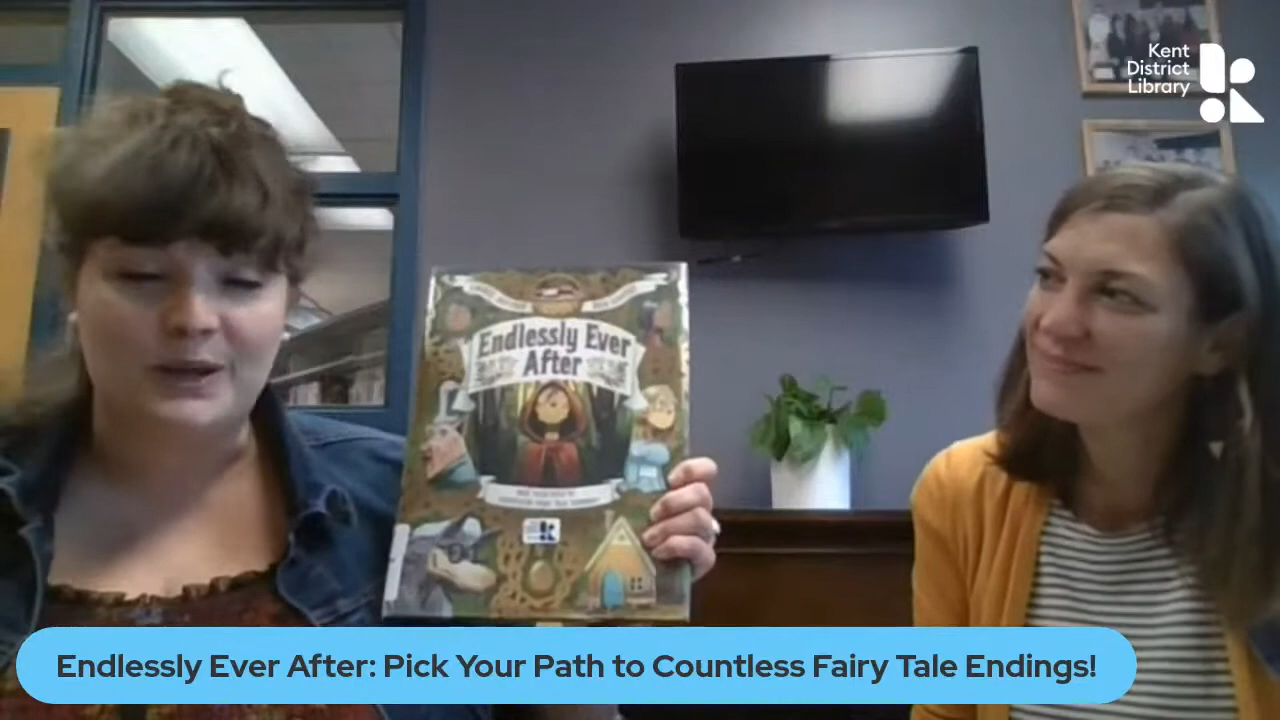 Kent
District
Library
Endlessly Ever
After
Endlessly Ever After: Pick Your Path to Countless Fairy Tale Endings!